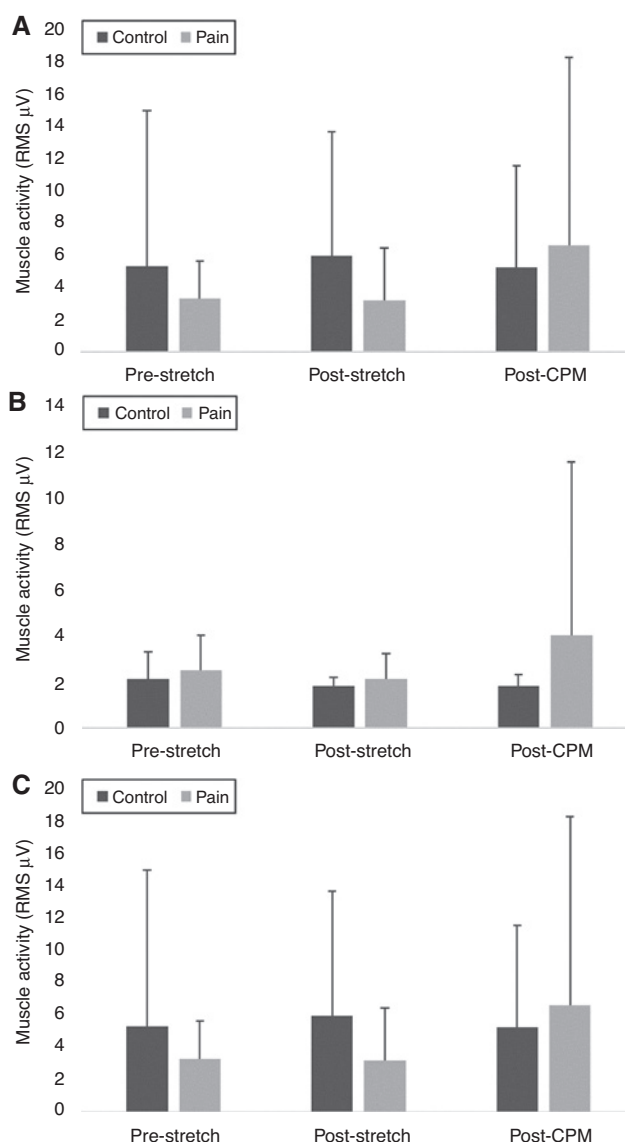 A
Control Pain
Muscle activity (RMS μV)
20
18
16
14
12
10
8
6
4
2
0
Pre-stretch Post-stretch Post-CPM
B
Control Pain
Muscle activity (RMS μV)
14
12
10
8
6
4
2
0
Pre-stretch Post-stretch Post-CPM
C
Control Pain
Muscle activity (RMS μV)
20
18
16
14
12
10
8
6
4
2
0
Pre-stretch Post-stretch Post-CPM